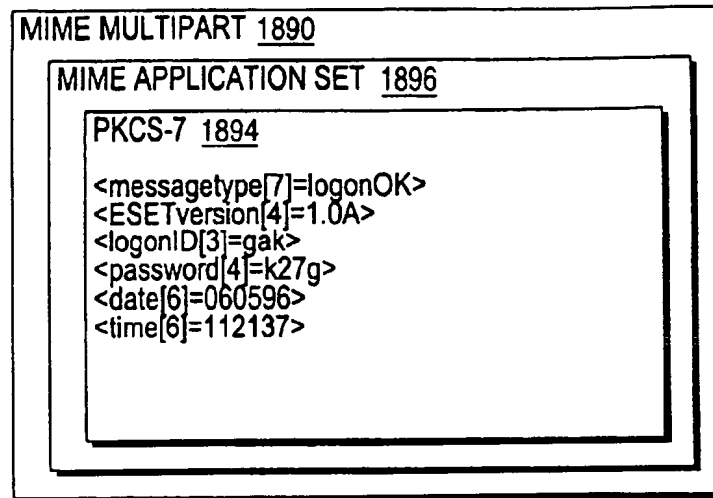 MIME MULTIPART 1890
MIME APPLICATION SET 1896
PKCS-7 1894
<messagetype[7]=logonOK>
<ESETversion[4]=1.0A>
<logonID[3]=gak>
<password[4]=k27g>
<date[6]=060596>
<time[6]=112137>